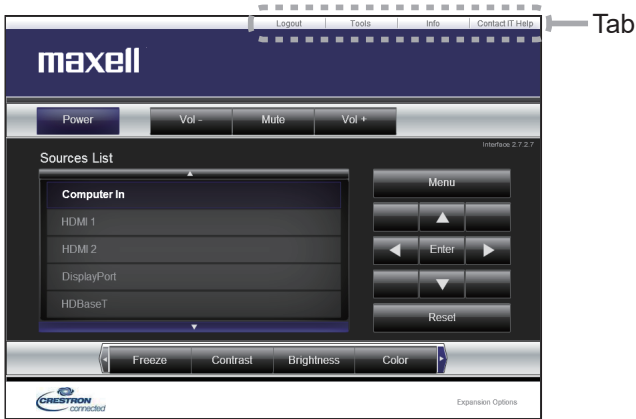 Logout Tools Info Contact IT Help
Tab
maxell
Power Vol - Mute Vol +
Interface 2.7.2.7
Sources List
Menu
Computer In
HDMI 1
HDMI 2
Enter
DisplayPort
HDBaseT
Reset
Freeze Contrast Brightness Color
CRESTRON
connected
Expansion Options